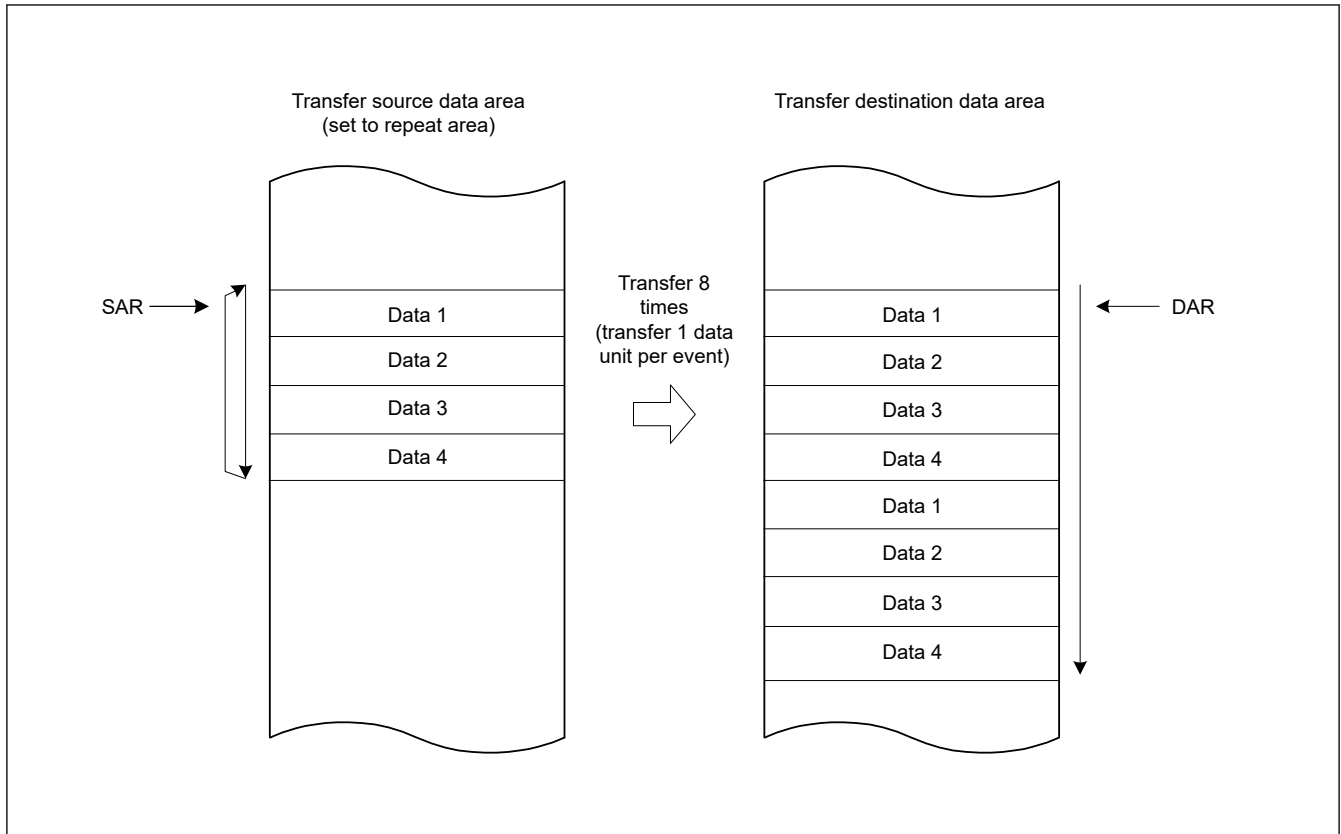 Transfer source data area
(set to repeat area)
Transfer destination data area
SAR
Data 1
Data 2
Data 3
Data 4
Transfer 8
times
(transfer 1 data
unit per event)
Data 1
Data 2
Data 3
Data 4
Data 1
Data 2
Data 3
Data 4
DAR